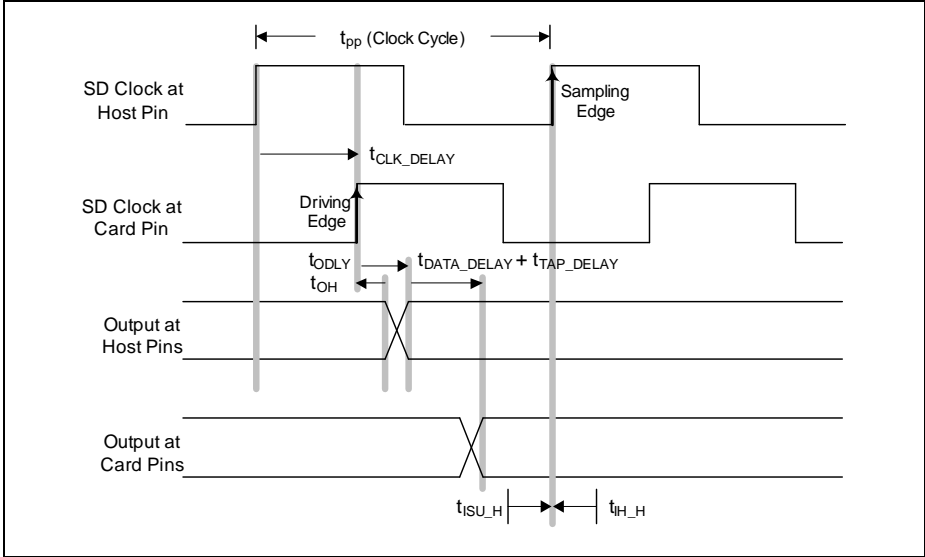 tpp (Clock Cycle)
SD Clock at
Host Pin
Sampling
Edge
tCLK_DELAY
SD Clock at
Card Pin
Driving
Edge
tODLY
tDATA_DELAY + tTAP_DELAY
tOH
Output at
Host Pins
Output at
Card Pins
tISU_H
tIH_H